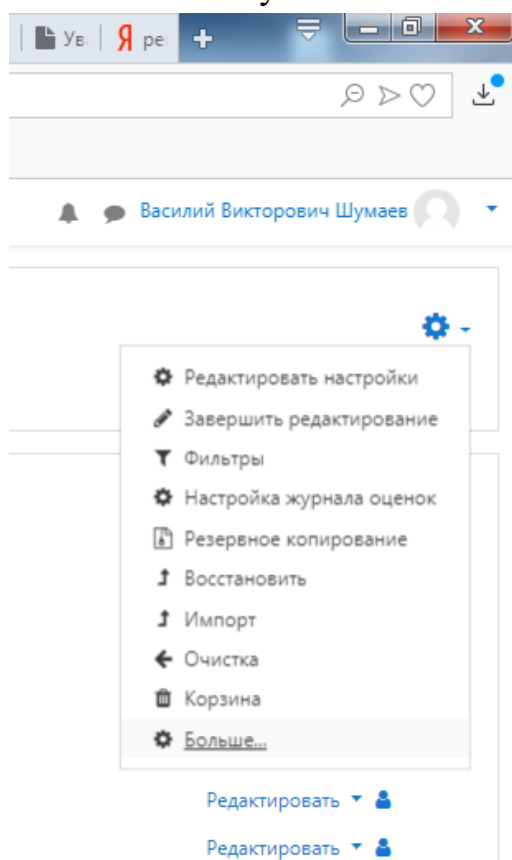 у
Ув. Я ре
Василий Викторович Шумаев
Редактировать настройки
Завершить редактирование
Фильтры
Настройка журнала оценок
Резервное копирование
Восстановить
Импорт
Очистка
Корзина
Больше...
Редактировать
Редактировать